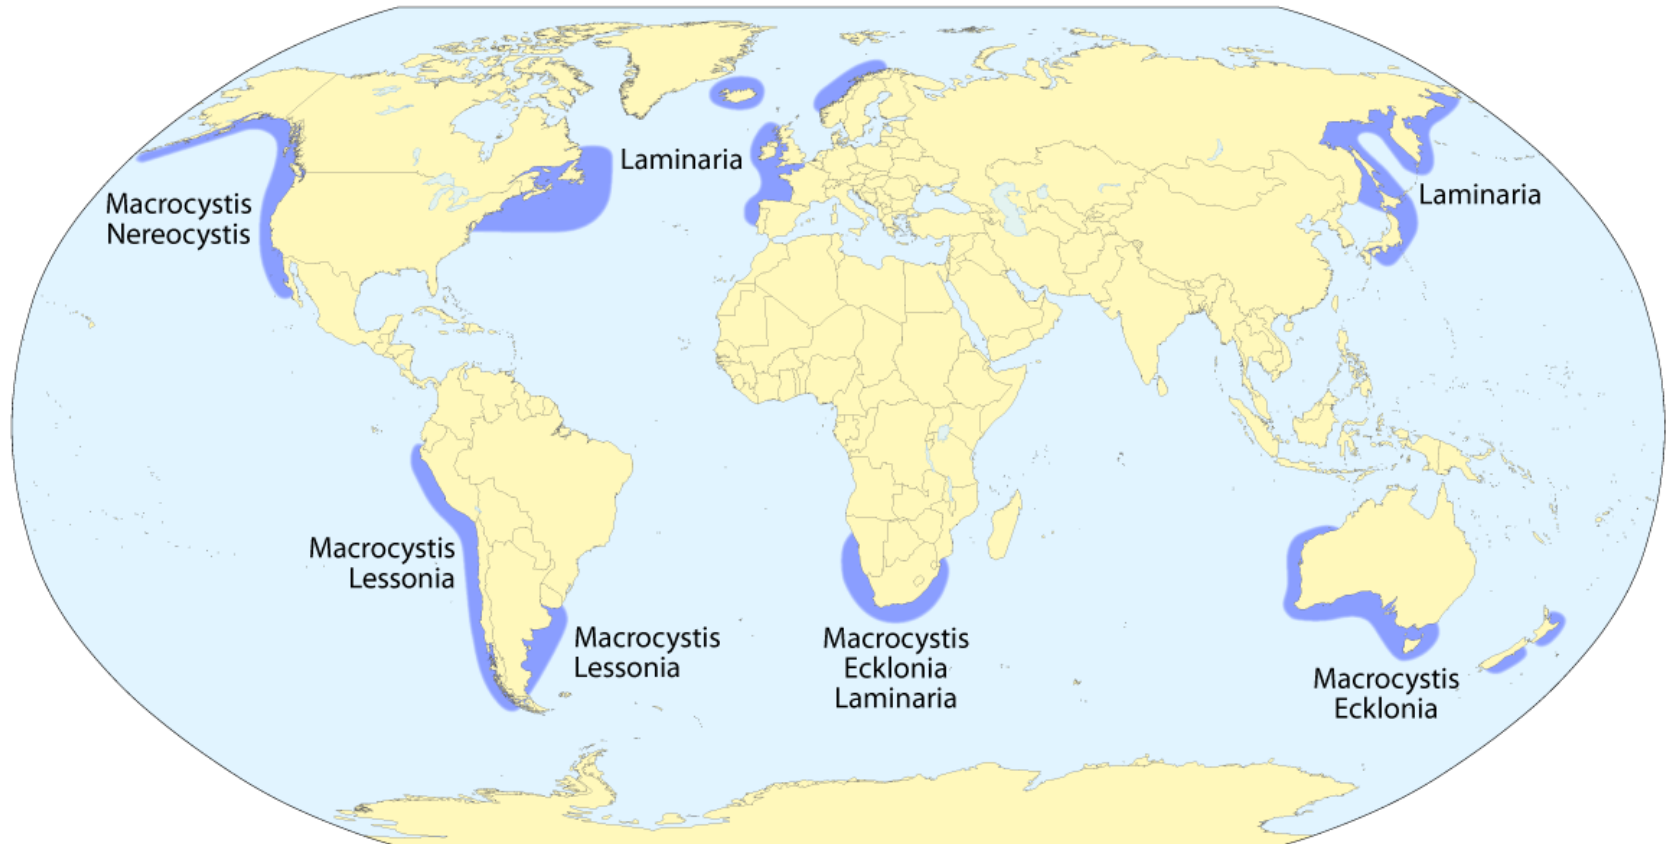 Laminaria
Macrocystis
Nereocystis
Laminaria
Macrocystis
Lessonia
Macrocystis
Lessonia
Macrocystis
Ecklonia
Laminaria
Macrocystis
Ecklonia